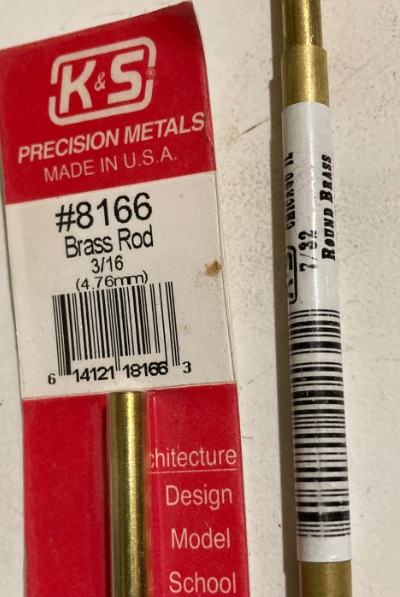 K&S®
PRECISION METALS
MADE IN U.S.A.
#8166
Brass Rod
3/16
(4.76mm)
6 14121 18166 3
chitecture
Design
Model
School
K&S CHICAGO IL
7/32
ROUND BRASS